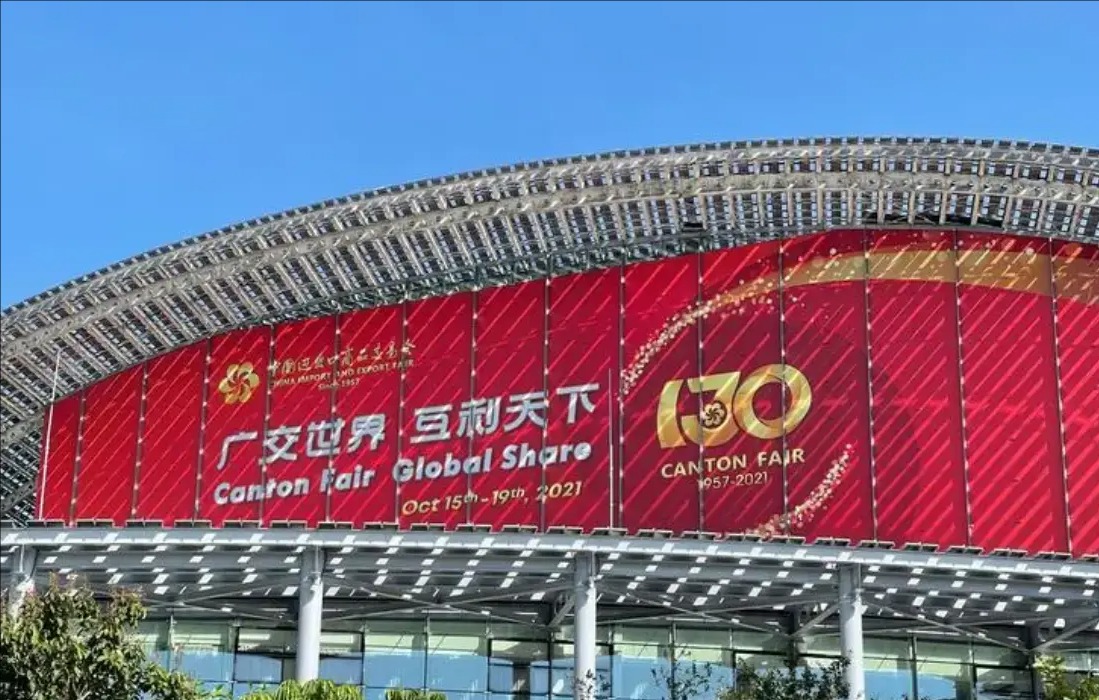 中国进出口商品交易会
CHINA IMPORT AND EXPORT FAIR
Since 1957
广交世界 互利天下
Canton Fair Global Share
Oct 15th-19th, 2021
130
CANTON FAIR
1957-2021